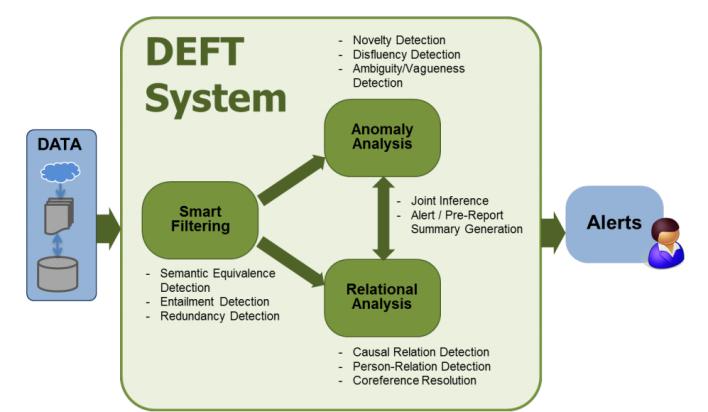 DEFT
System
- Novelty Detection
- Disfluency Detection
- Ambiguity/Vagueness
Detection
DATA
Anomaly
Analysis
Smart
Filtering
- Joint Inference
- Alert / Pre-Report
Summary Generation
Alerts
- Semantic Equivalence
Detection
- Entailment Detection
- Redundancy Detection
Relational
Analysis
- Causal Relation Detection
- Person-Relation Detection
- Coreference Resolution